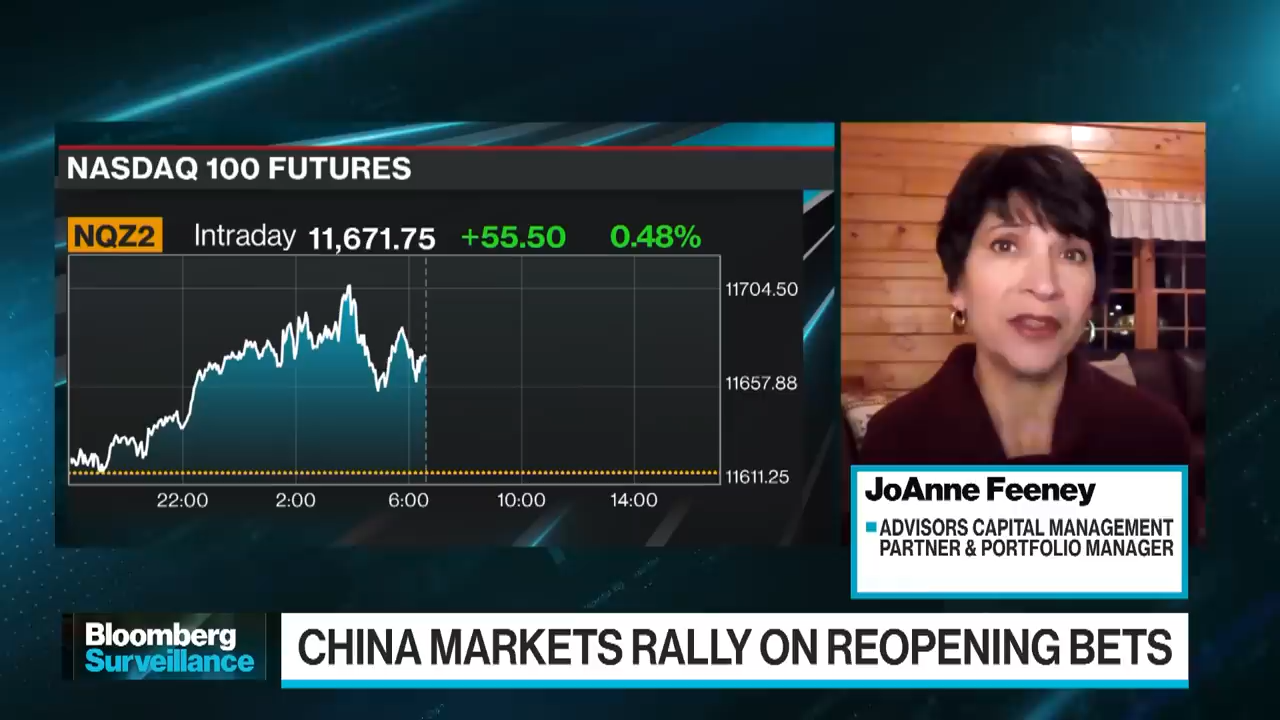 NASDAQ 100 FUTURES
NQZ2 Intraday 11,671.75 +55.50 0.48%
11704.50
11657.88
11611.25
22:00 2:00 6:00 10:00 14:00
JoAnne Feeney
ADVISORS CAPITAL MANAGEMENT
PARTNER & PORTFOLIO MANAGER
Bloomberg
Surveillance
CHINA MARKETS RALLY ON REOPENING BETS